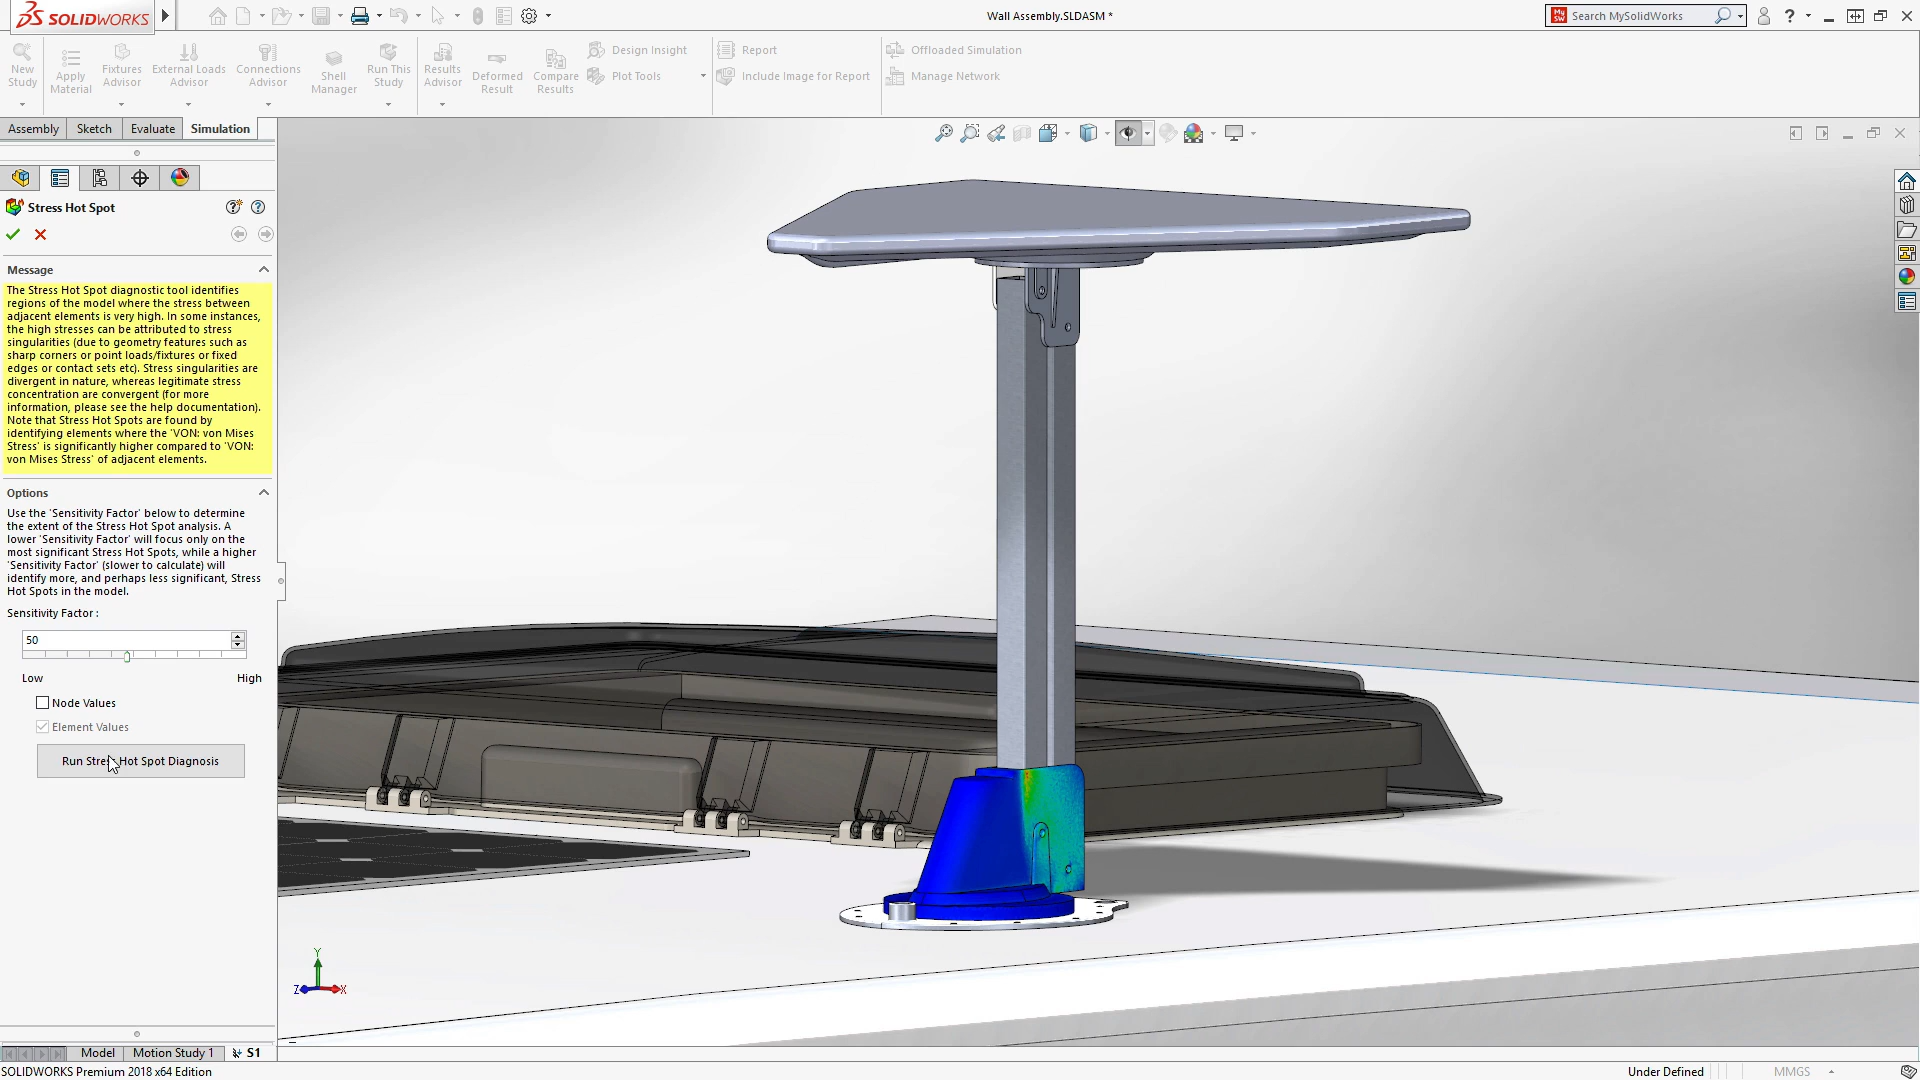 SOLIDWORKS
Wall Assembly.SLDASM *
Search MySolidWorks
New Study
Apply Material
Fixtures Advisor
External Loads Advisor
Connections Advisor
Shell Manager
Run This Study
Results Advisor
Deformed Result
Compare Results
Design Insight
Plot Tools
Report
Include Image for Report
Offloaded Simulation
Manage Network
Assembly
Sketch
Evaluate
Simulation
Stress Hot Spot
Message
The Stress Hot Spot diagnostic tool identifies
regions of the model where the stress between
adjacent elements is very high. In some instances,
the high stresses can be attributed to stress
singularities (due to geometry features such as
sharp corners or point loads/fixtures or fixed
edges or contact sets etc). Stress singularities are
divergent in nature, whereas legitimate stress
concentration are convergent (for more
information, please see the help documentation).
Note that Stress Hot Spots are found by
identifying elements where the 'VON: von Mises
Stress' is significantly higher compared to 'VON:
von Mises Stress' of adjacent elements.
Options
Use the 'Sensitivity Factor' below to determine
the extent of the Stress Hot Spot analysis. A
lower 'Sensitivity Factor' will focus only on the
most significant Stress Hot Spots, while a higher
'Sensitivity Factor' (slower to calculate) will
identify more, and perhaps less significant, Stress
Hot Spots in the model.
Sensitivity Factor :
50
Low
High
Node Values
Element Values
Run Stress Hot Spot Diagnosis
Y
Z
X
Model
Motion Study 1
S1
SOLIDWORKS Premium 2018 x64 Edition
Under Defined
MMGS